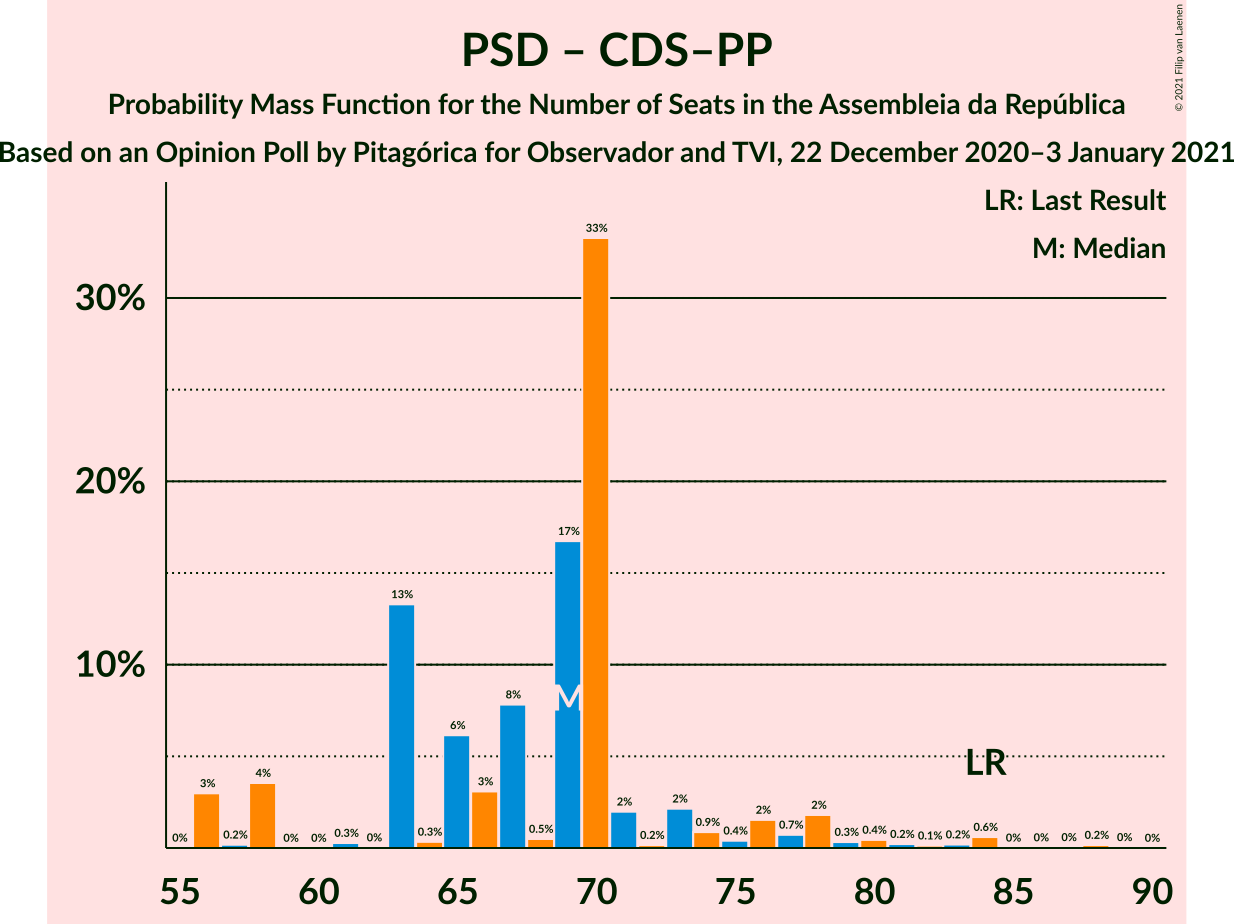 PSD – CDS–PP
© 2021 Filip van Laenen
Probability Mass Function for the Number of Seats in the Assembleia da República
Based on an Opinion Poll by Pitagórica for Observador and TVI, 22 December 2020–3 January 2021
LR: Last Result
M: Median
30%
20%
10%
0% 3% 0.2% 4% 0% 0% 0.3% 0% 13% 0.3% 6% 3% 8% 0.5% 17% 33% 2% 0.2% 2% 0.9% 0.4% 2% 0.7% 2% 0.3% 0.4% 0.2% 0.1% 0.2% 0.6% 0% 0% 0% 0.2% 0% 0%
M
LR
55 60 65 70 75 80 85 90